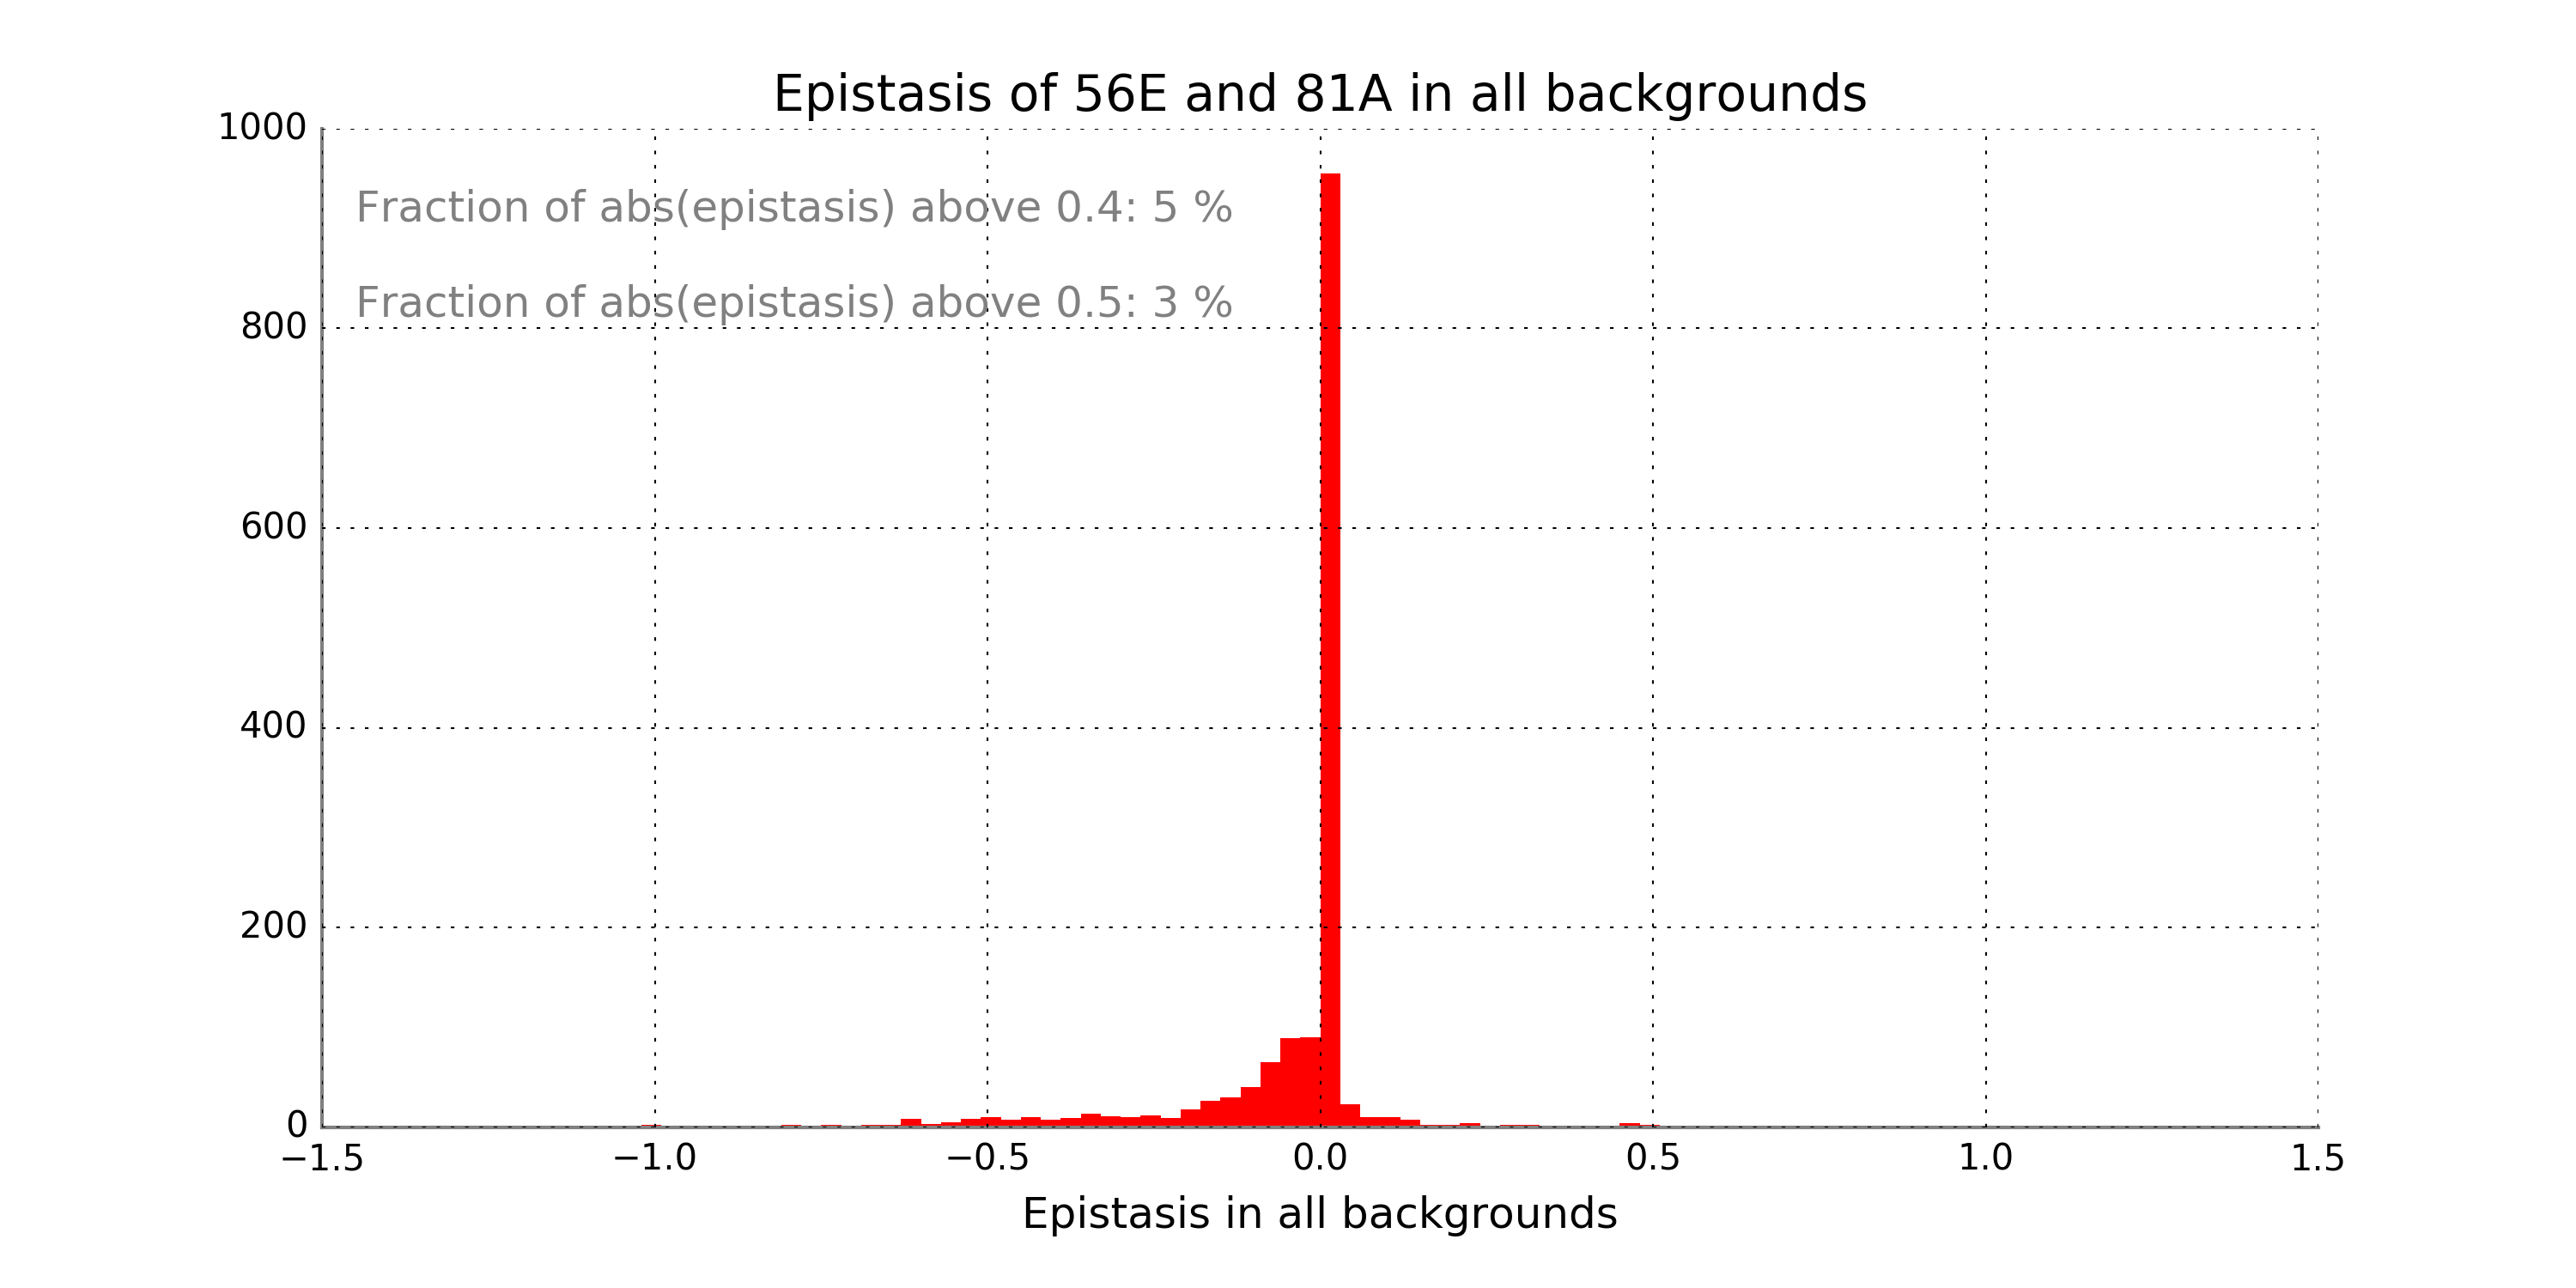 Epistasis of 56E and 81A in all backgrounds
1000
Fraction of abs(epistasis) above 0.4: 5 %
Fraction of abs(epistasis) above 0.5: 3 %
800
600
400
200
0
−1.5 −1.0 −0.5 0.0 0.5 1.0 1.5
Epistasis in all backgrounds